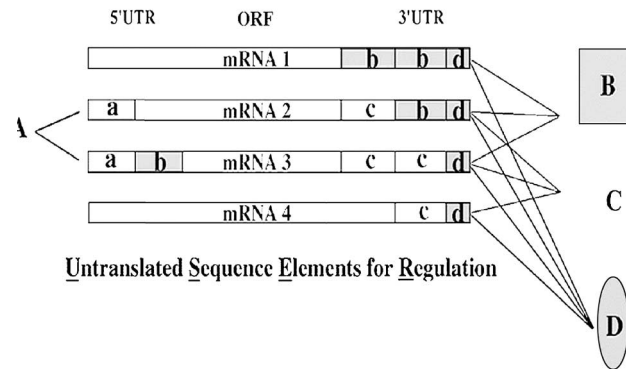 5'UTR ORF 3'UTR
mRNA 1 b b d
B
a mRNA 2 c b d
A
a b mRNA 3 c c d
C
mRNA 4 c d
Untranslated Sequence Elements for Regulation
D